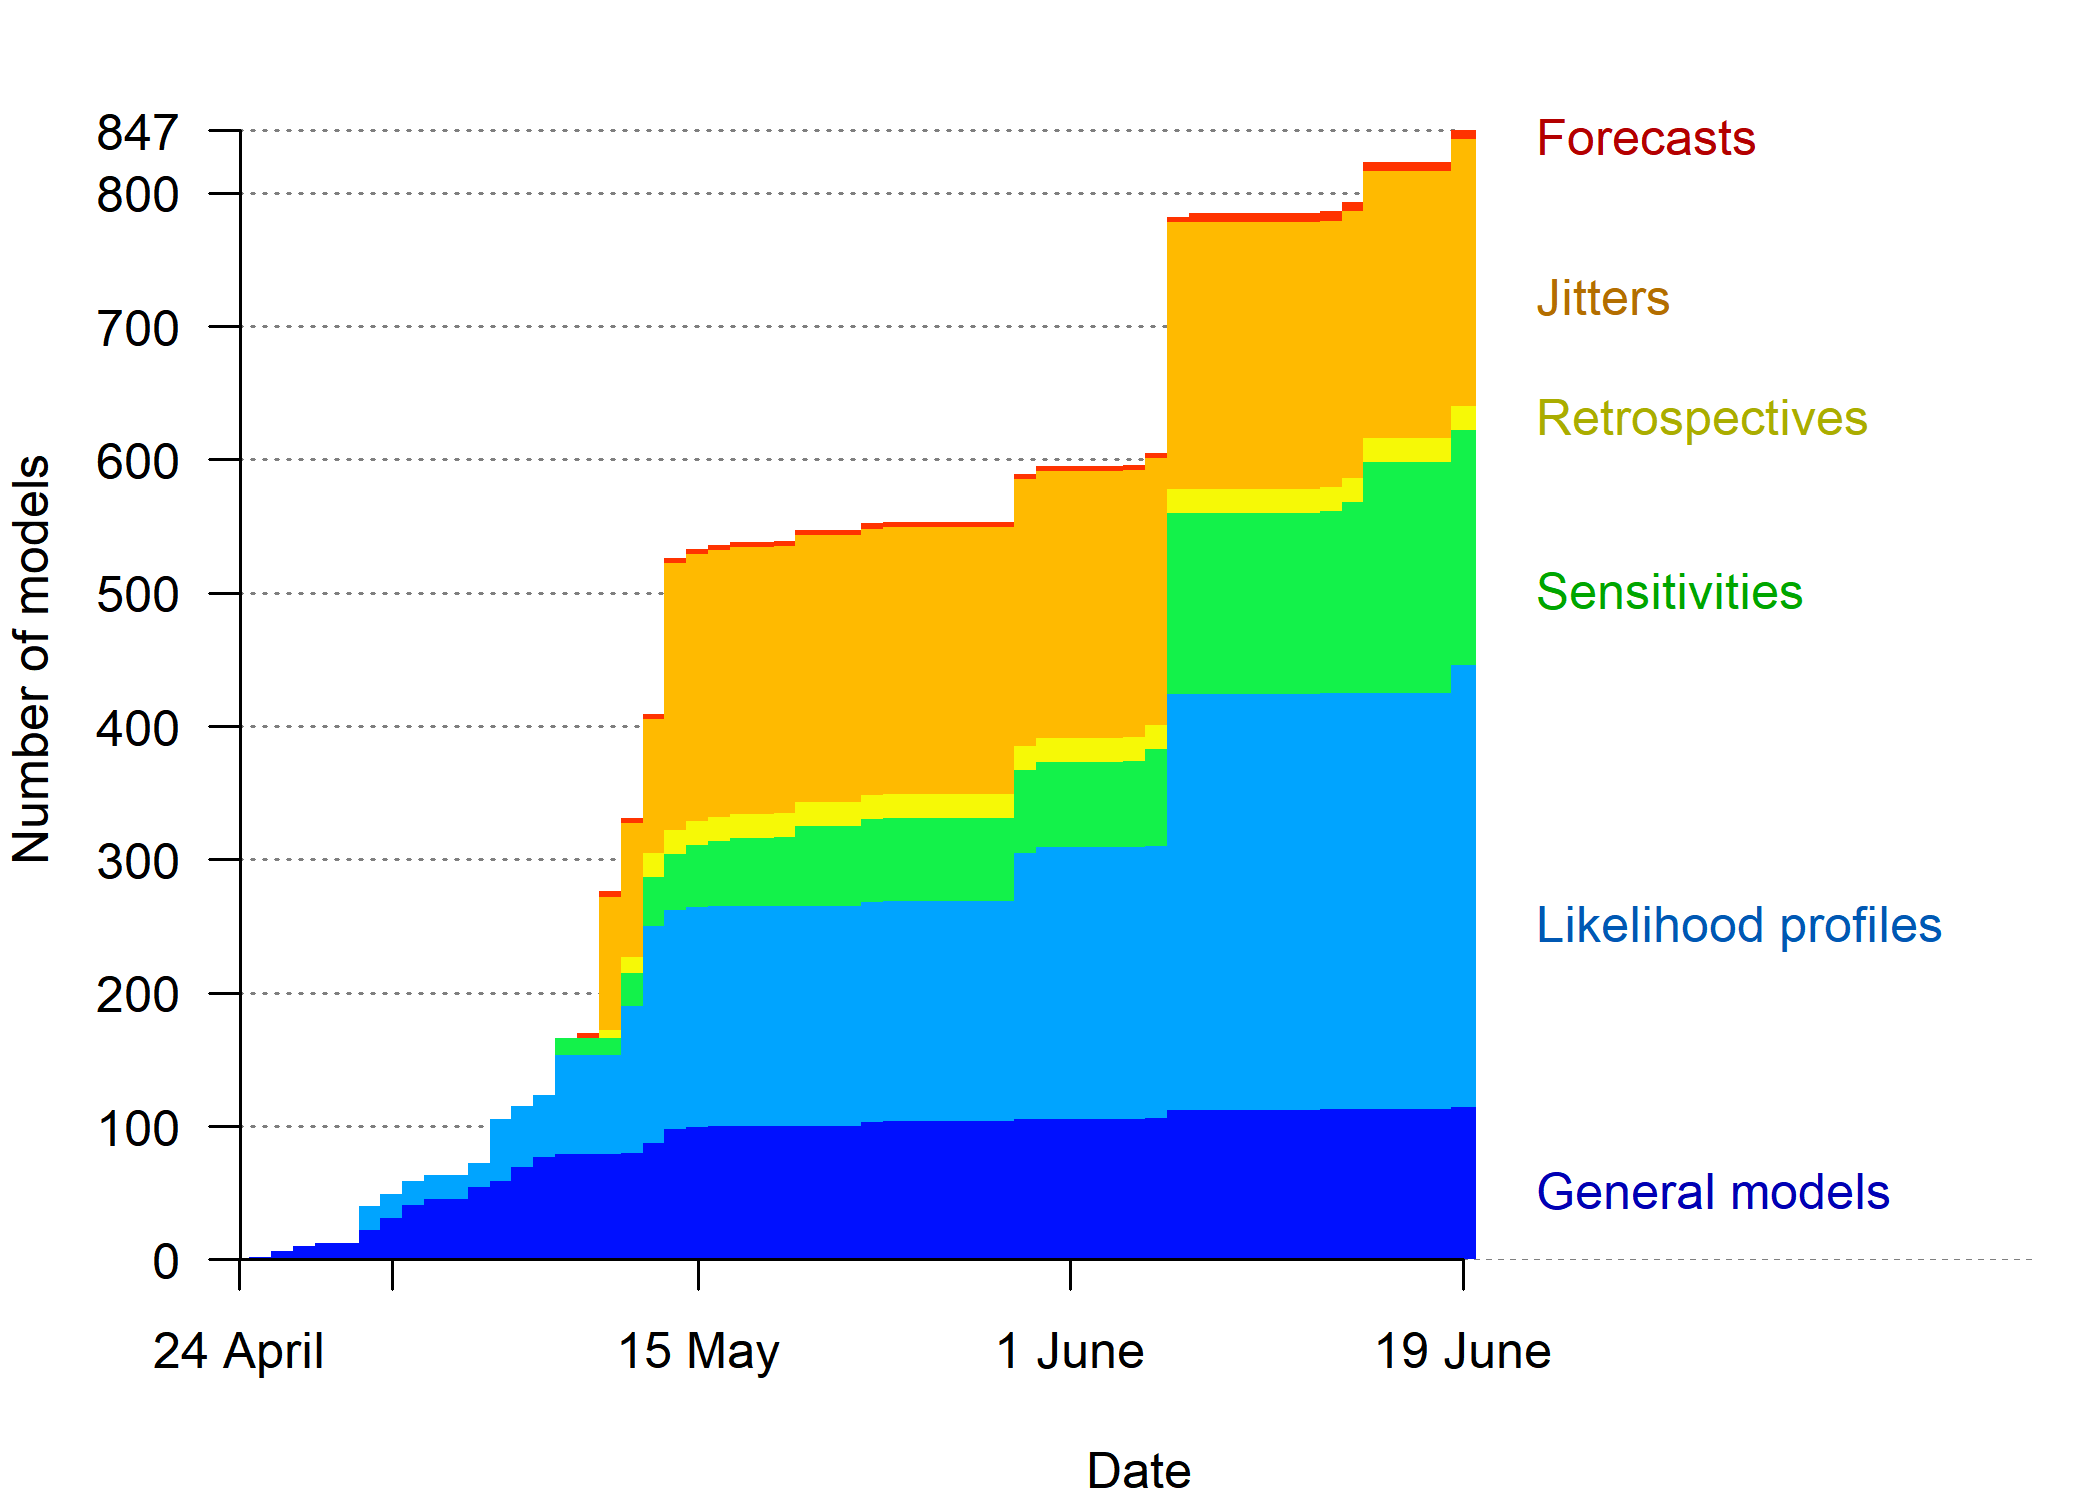 847
800
700
600
500
400
300
200
100
0
Number of models
Forecasts
Jitters
Retrospectives
Sensitivities
Likelihood profiles
General models
24 April
15 May
1 June
19 June
Date